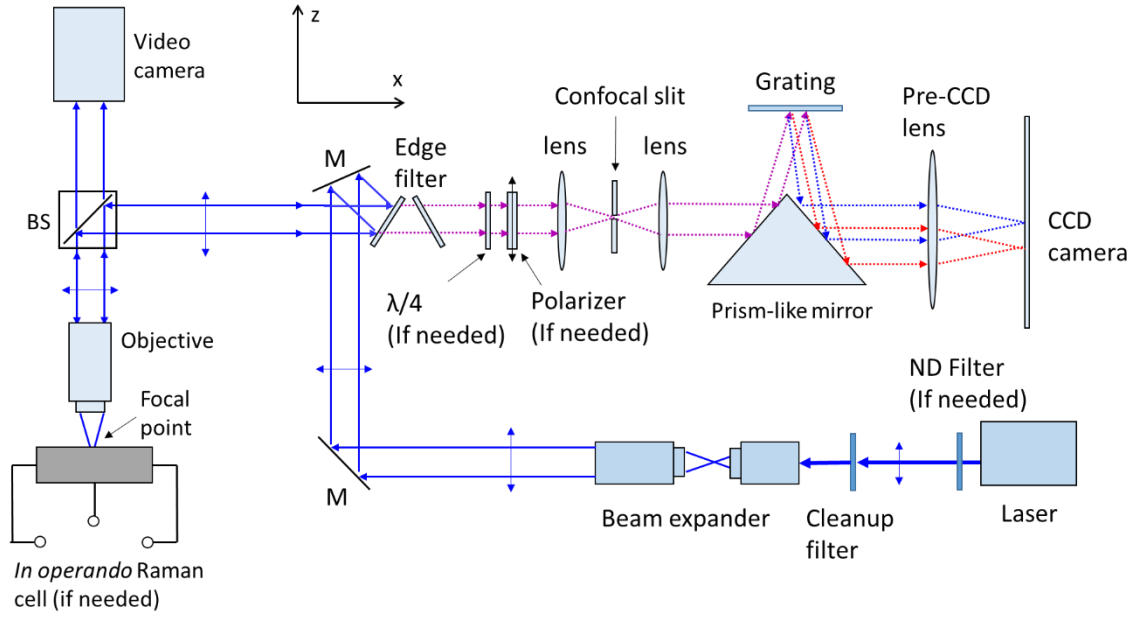 Video
camera
z
x
Confocal slit
Grating
Pre-CCD
lens
M
Edge
filter
lens
lens
BS
CCD
camera
λ/4
(If needed)
Polarizer
(If needed)
Prism-like mirror
Objective
Focal
point
ND Filter
(If needed)
M
Beam expander
Cleanup
filter
Laser
In operando Raman
cell (if needed)